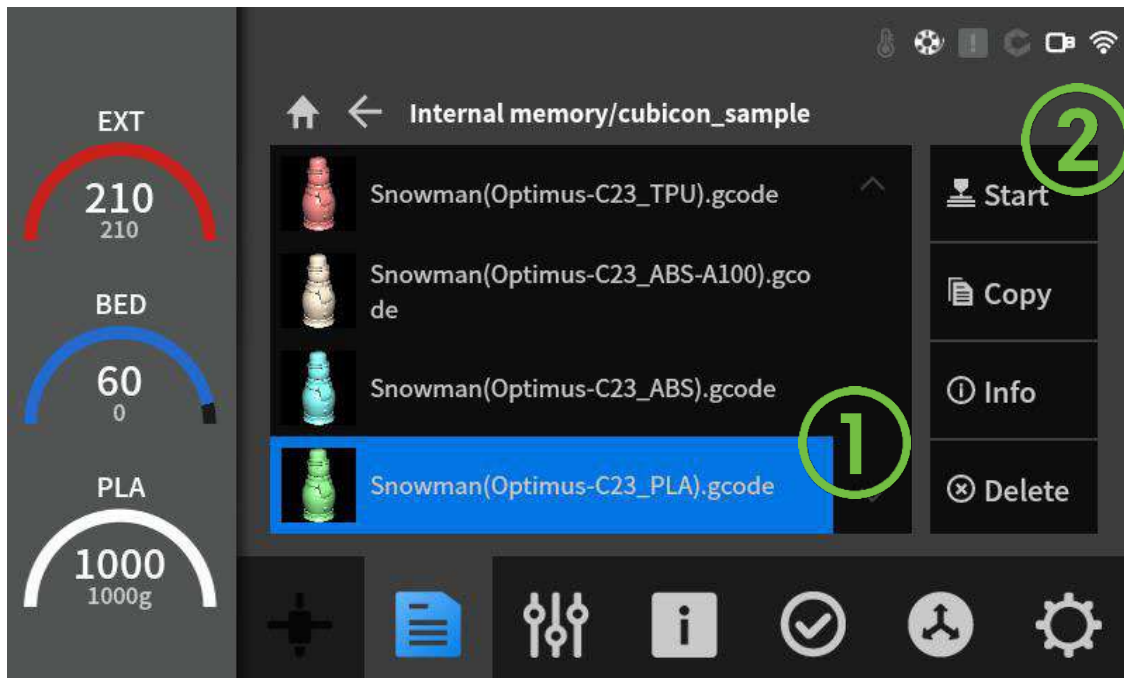 EXT
210
210
BED
60
0
PLA
1000
1000g
Internal memory/cubicon_sample
Snowman(Optimus-C23_TPU).gcode
Snowman(Optimus-C23_ABS-A100).gco
de
Snowman(Optimus-C23_ABS).gcode
Snowman(Optimus-C23_PLA).gcode
1
2
Start
Copy
Info
Delete